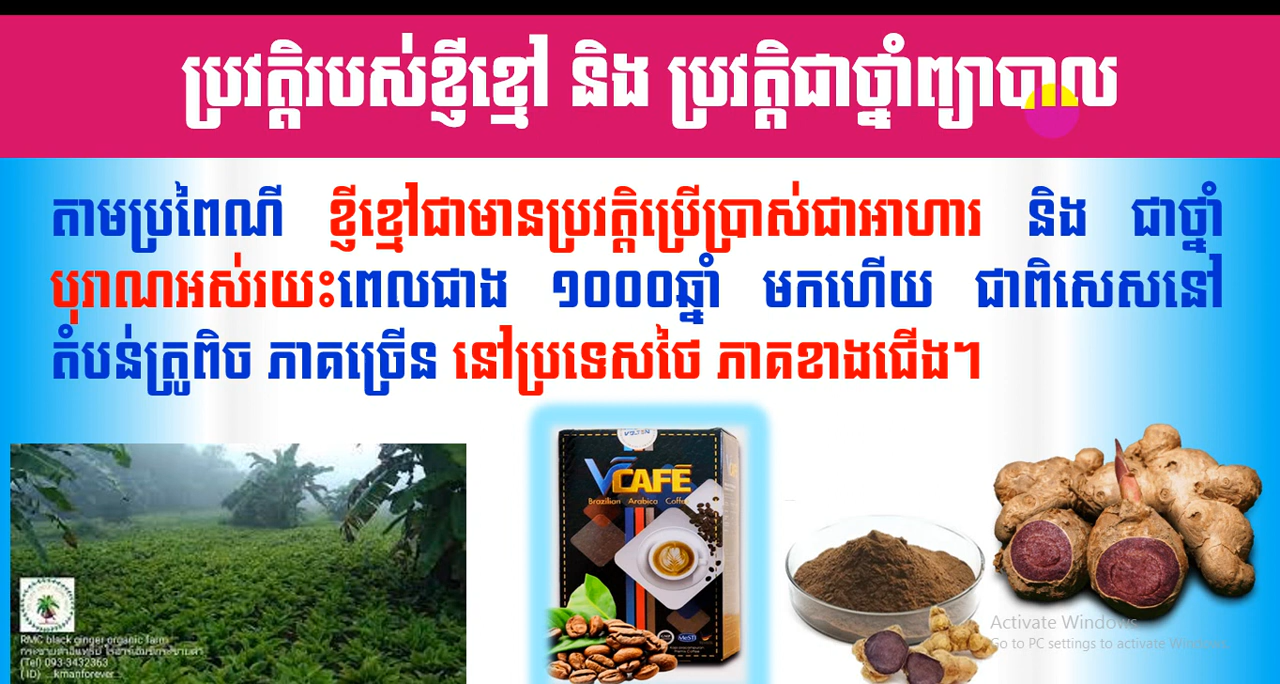 ប្រវត្តិរបស់ខ្ញីខ្មៅ និង ប្រវត្តិជាថ្នាំព្យាបាល
តាមប្រពៃណី ខ្ញីខ្មៅជាមានប្រវត្តិប្រើប្រាស់ជាអាហារ និង ជាថ្នាំ
បុរាណអស់រយះពេលជាង ១០០០ឆ្នាំ មកហើយ ជាពិសេសនៅ
តំបន់ត្រូពិច ភាគច្រើន នៅប្រទេសថៃ ភាគខាងជើង។
VCAFE
Brazilian Arabica Coffee
RMC black ginger organic farm
(Tel) 093-3432363
(ID) kmanforever
MeSTI
Activate Windows
Go to PC settings to activate Windows.